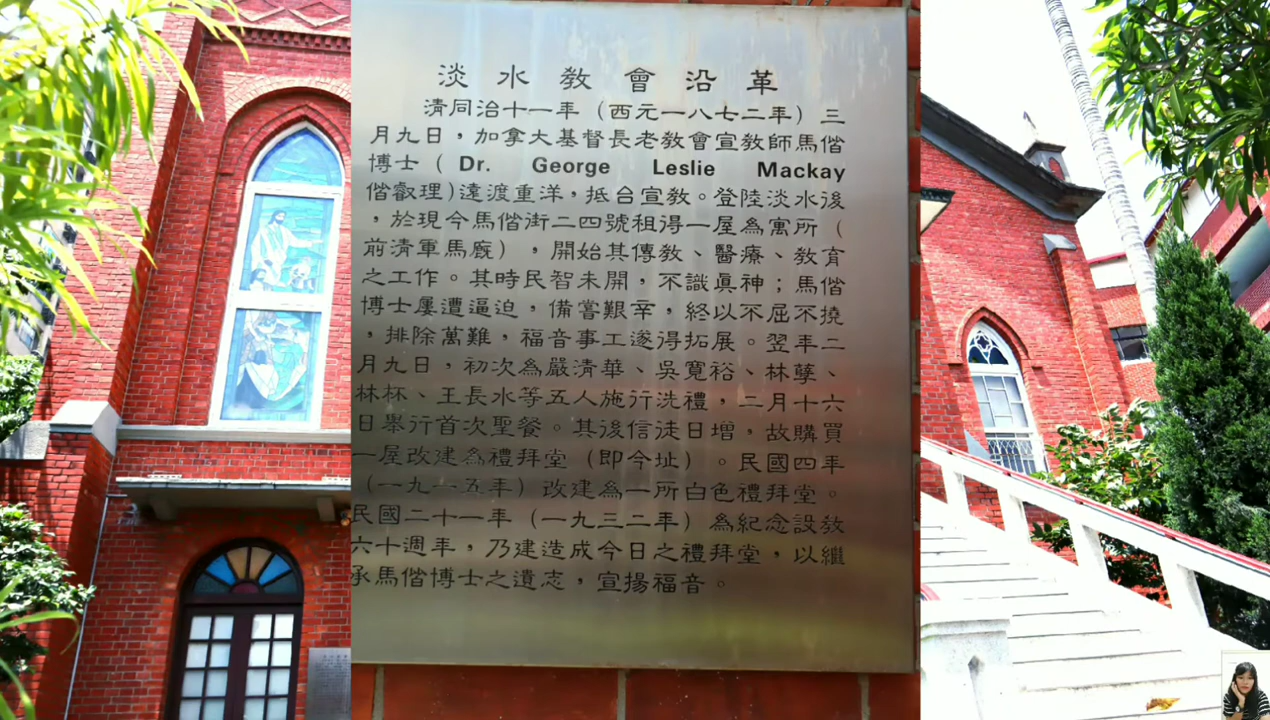 淡水教會沿革
清同治十一年（西元一八七二年）三
月九日，加拿大基督長老教會宣教師馬偕
博士（Dr. George Leslie Mackay
偕叡理）遠渡重洋，抵台宣教。登陸淡水後
，於現今馬偕街二四號租得一屋為寓所（
前清軍馬廄），開始其傳教、醫療、教育
之工作。其時民智未開，不識真神；馬偕
博士屢遭逼迫，備嘗艱辛，終以不屈不撓
，排除萬難，福音事工遂得拓展。翌年二
月九日，初次為嚴清華、吳寬裕、林孽、
林杯、王長水等五人施行洗禮，二月十六
日舉行首次聖餐。其後信徒日增，故購買
一屋改建為禮拜堂（即今址）。民國四年
（一九一五年）改建為一所白色禮拜堂。
民國二十一年（一九三二年）為紀念設教
六十週年，乃建造成今日之禮拜堂，以繼
承馬偕博士之遺志，宣揚福音。